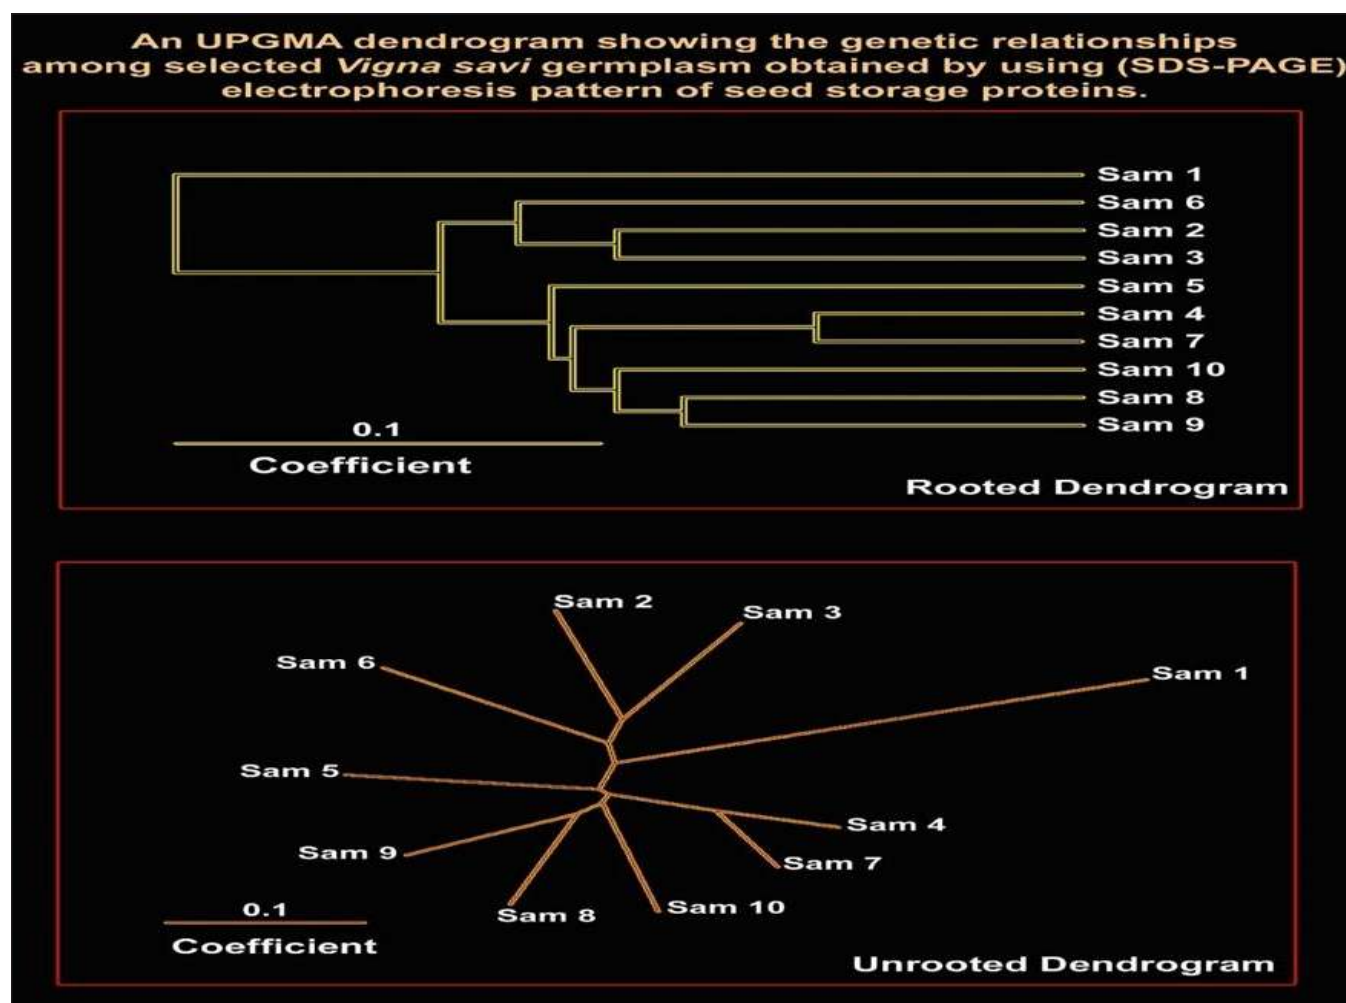 An UPGMA dendrogram showing the genetic relationships
among selected Vigna savi germplasm obtained by using (SDS-PAGE)
electrophoresis pattern of seed storage proteins.
Sam 1
Sam 6
Sam 2
Sam 3
Sam 5
Sam 4
Sam 7
Sam 10
Sam 8
Sam 9
0.1
Coefficient
Rooted Dendrogram
Sam 2
Sam 3
Sam 6
Sam 1
Sam 5
Sam 4
Sam 9
Sam 7
Sam 10
Sam 8
0.1
Coefficient
Unrooted Dendrogram